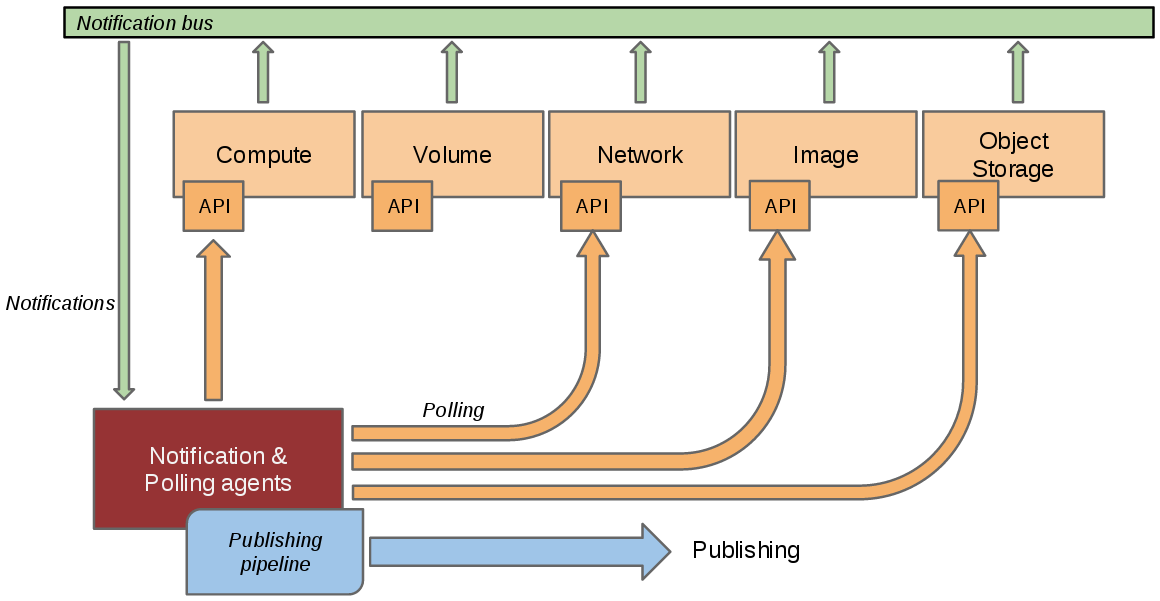 Notification bus
Compute
Volume
Network
Image
Object
Storage
API
API
API
API
API
Notifications
Polling
Notification &
Polling agents
Publishing
pipeline
Publishing